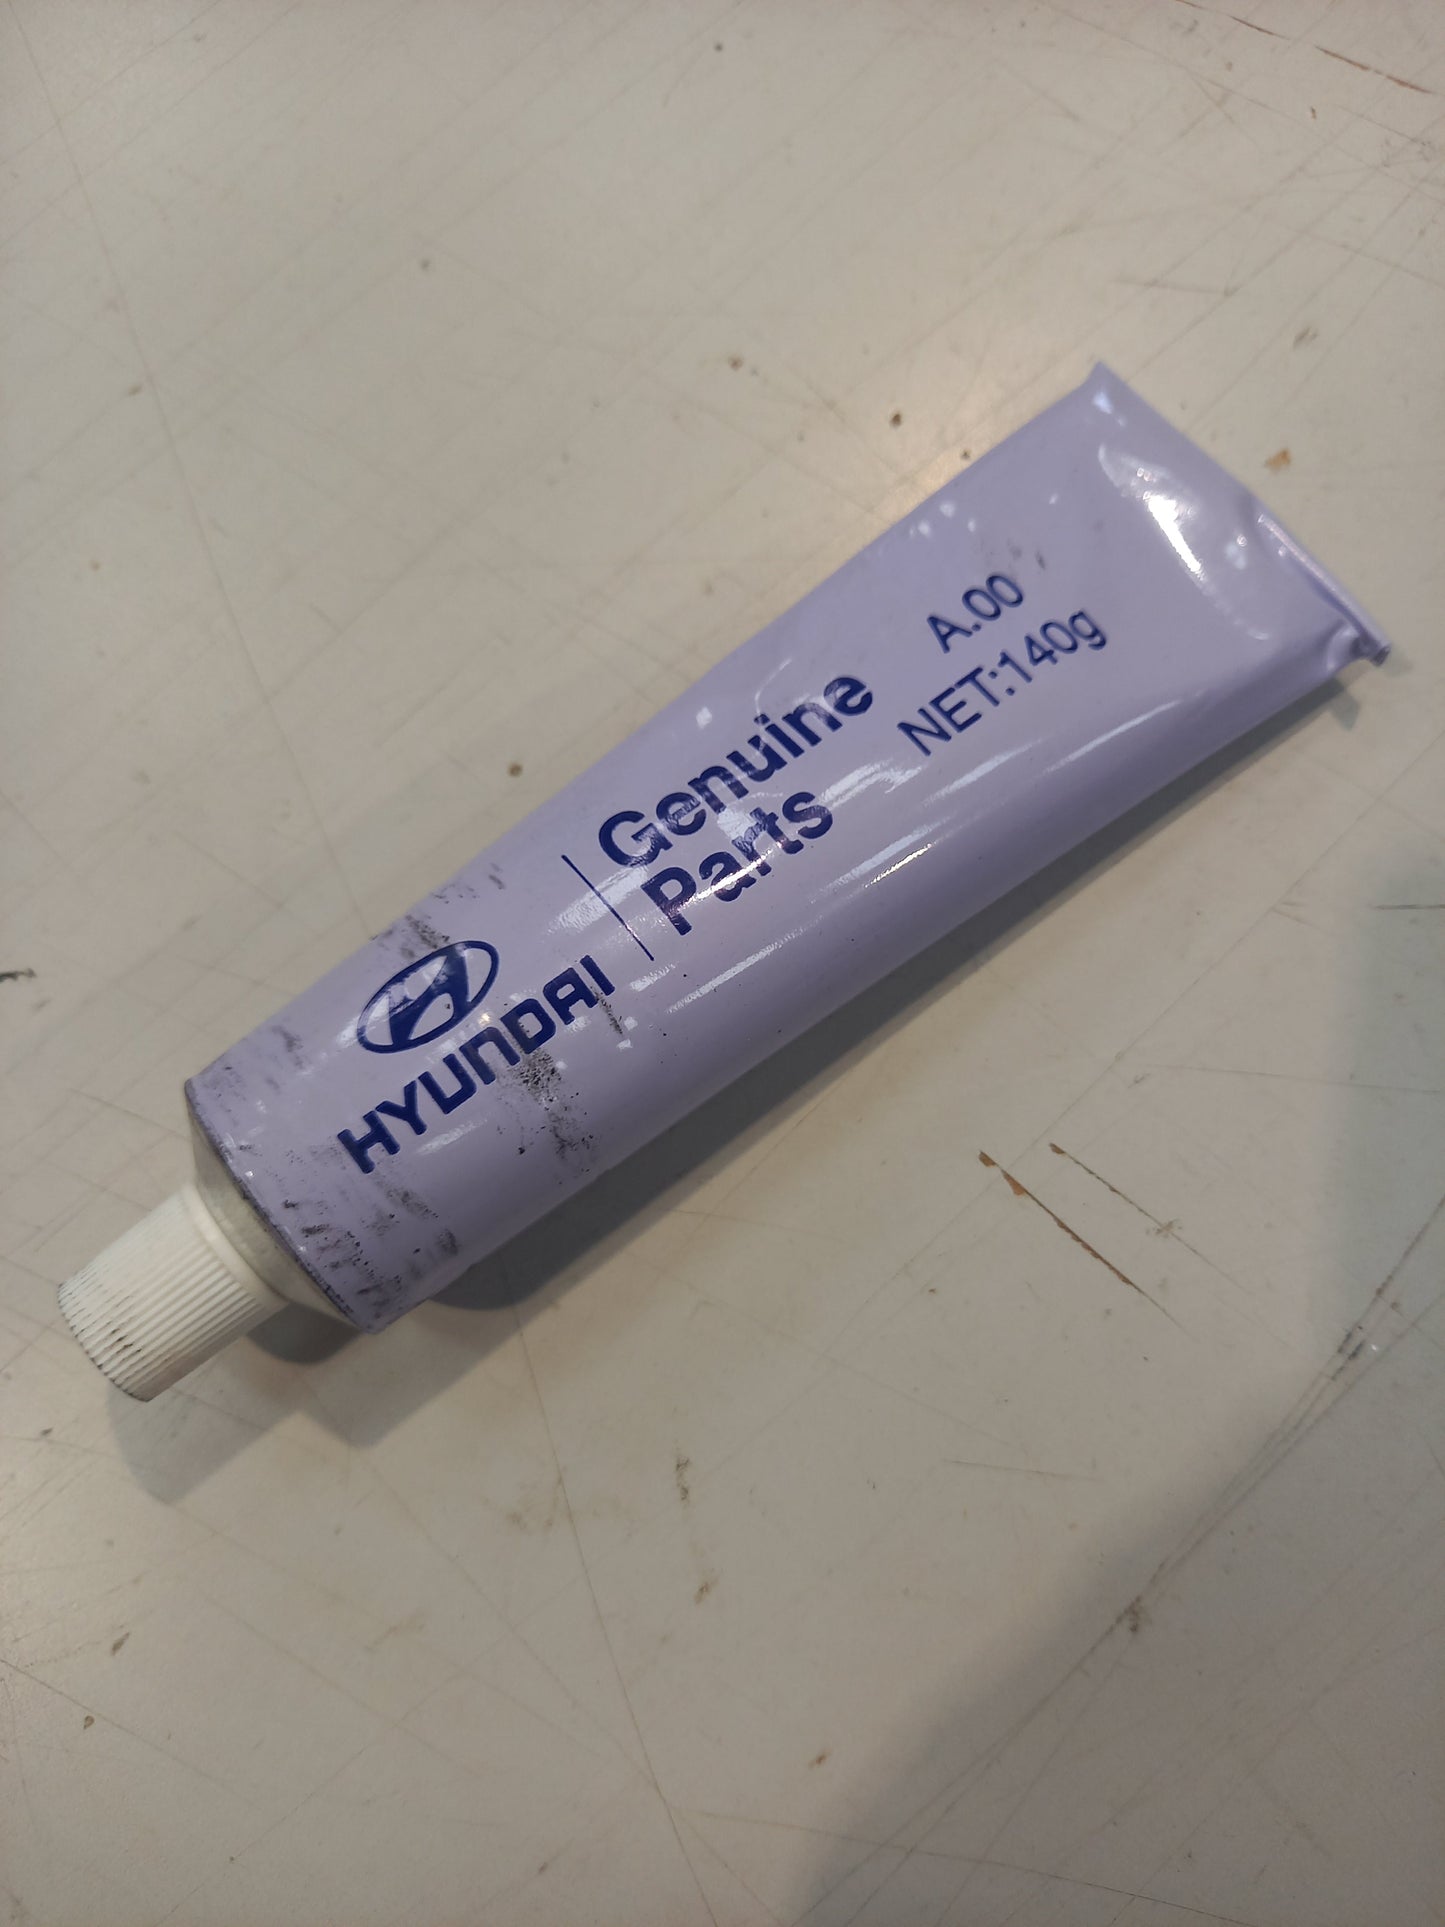 HYUNDAI
Genuine
Parts
A.00
NET:140g